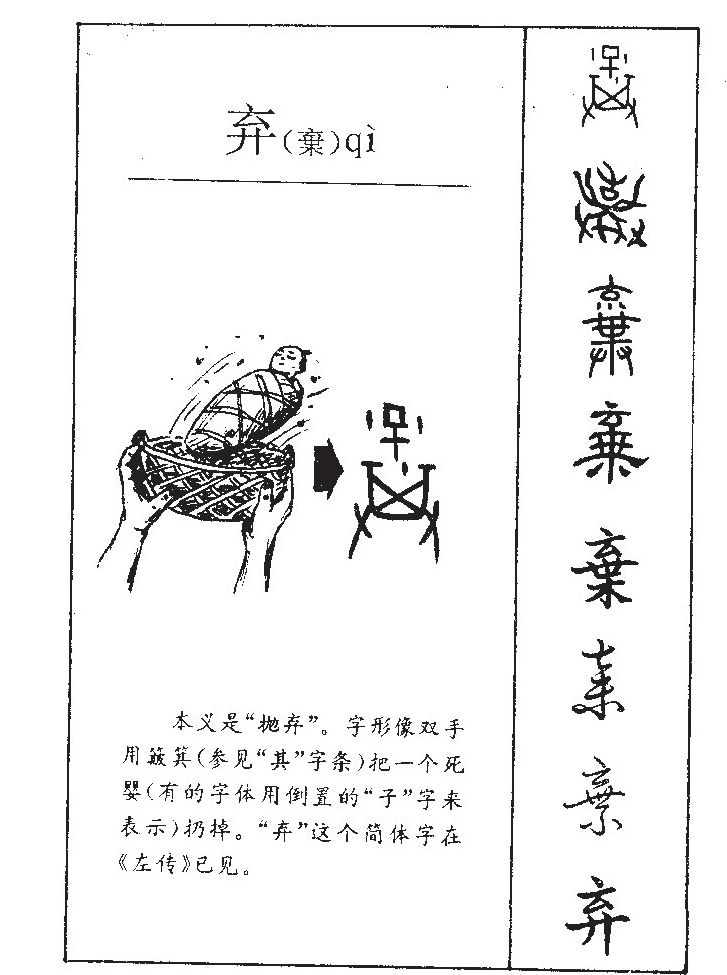 弃(棄)qì
本义是“抛弃”。字形像双手
用簸箕(参见“其”字条)把一个死
婴(有的字体用倒置的“子”字来
表示)扔掉。“弃”这个简体字在
《左传》已见。
棄
棄
弃